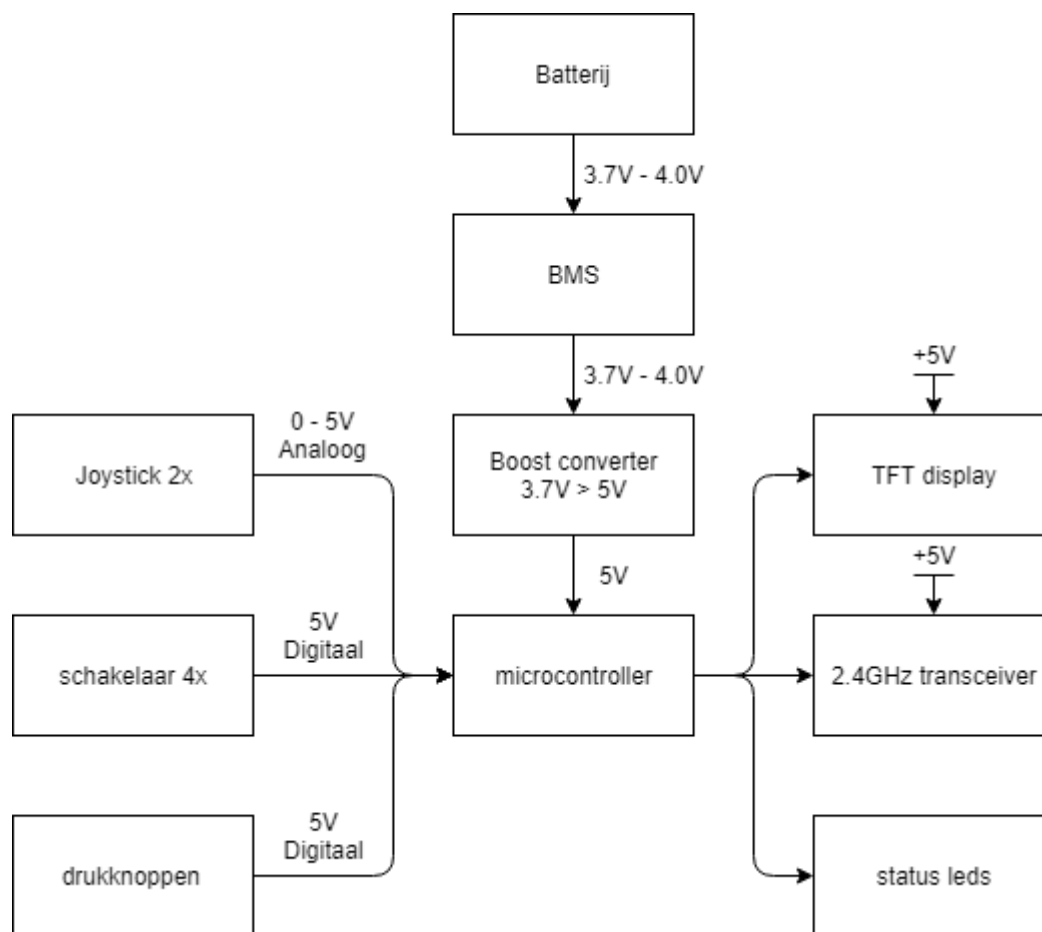 Batterij
3.7V - 4.0V
BMS
3.7V - 4.0V
+5V
0 - 5V
Analoog
Joystick 2x
Boost converter
3.7V > 5V
TFT display
5V
+5V
5V
Digitaal
schakelaar 4x
microcontroller
2.4GHz transceiver
5V
Digitaal
drukknoppen
status leds